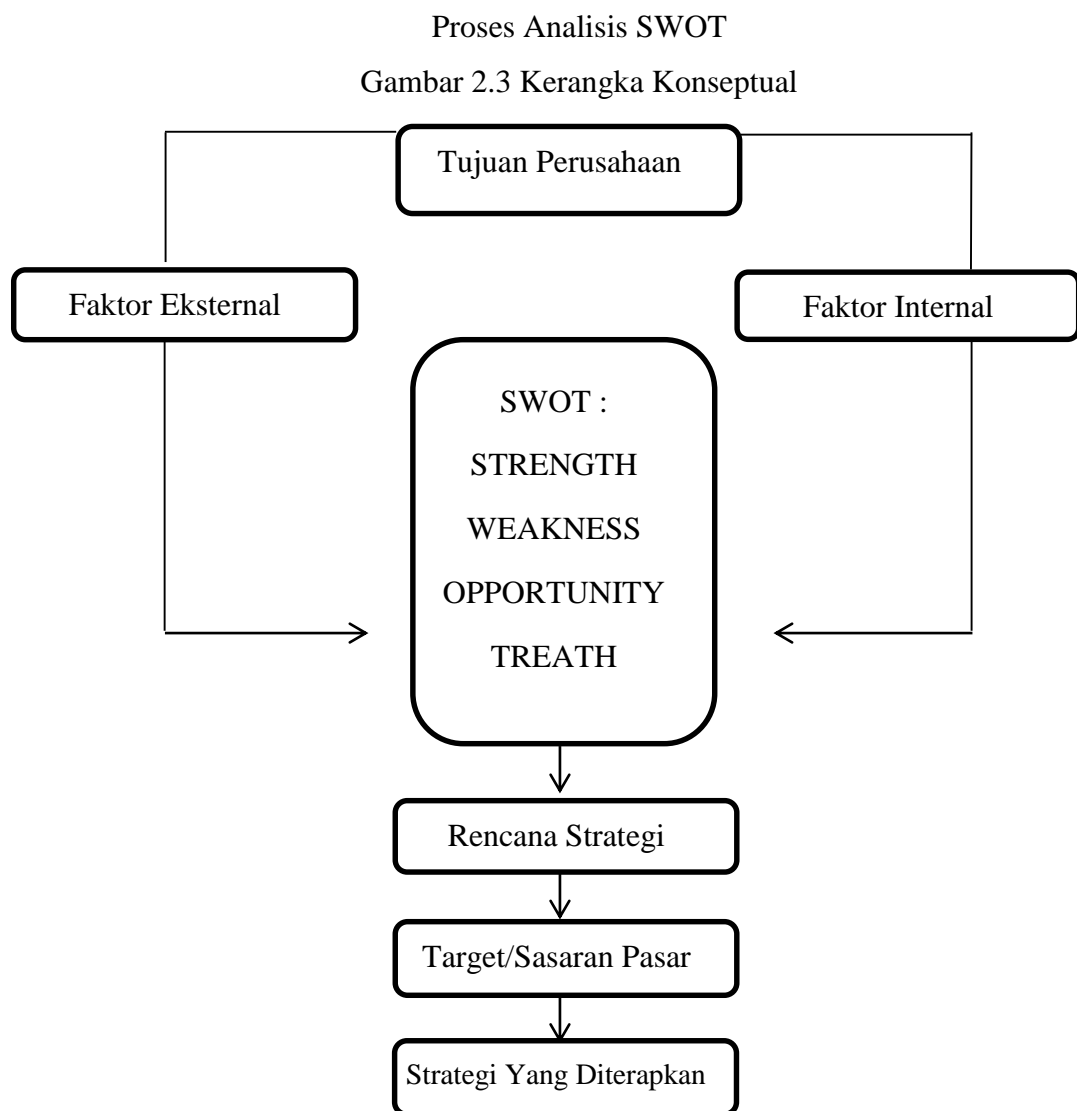 Proses Analisis SWOT
Gambar 2.3 Kerangka Konseptual
Tujuan Perusahaan
Faktor Eksternal
Faktor Internal
SWOT :
STRENGTH
WEAKNESS
OPPORTUNITY
TREATH
Rencana Strategi
Target/Sasaran Pasar
Strategi Yang Diterapkan